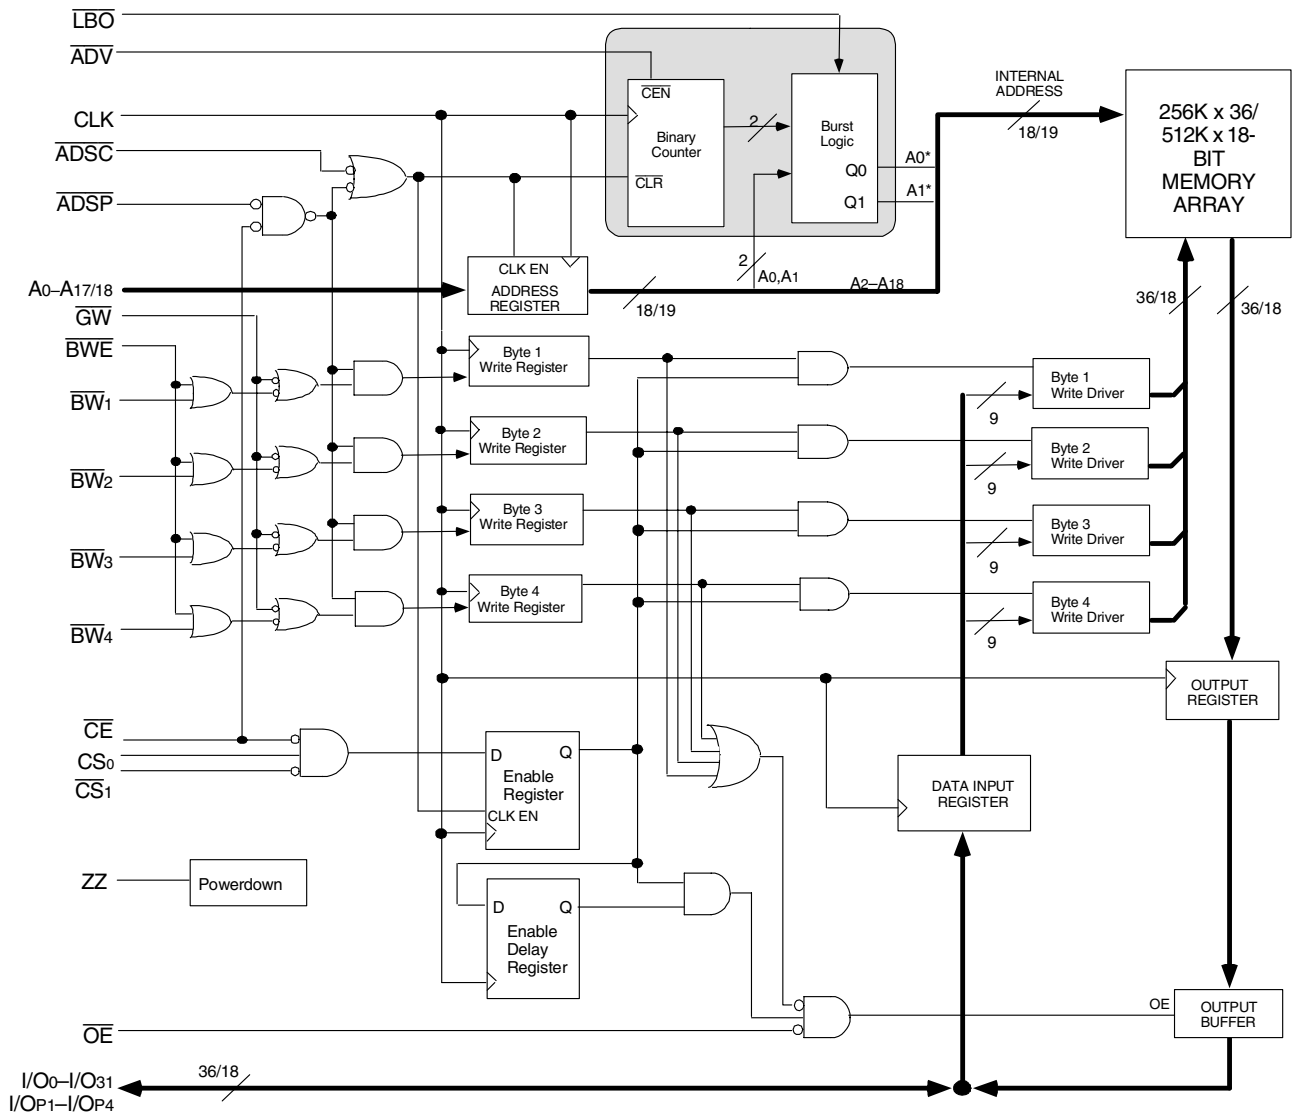 LBO
ADV
CLK
ADSC
ADSP
A0–A17/18
GW
BWE
BW1
BW2
BW3
BW4
CE
CS0
CS1
ZZ
Powerdown
OE
I/O0–I/O31
I/OP1–I/OP4
36/18
CEN
Binary
Counter
CLR
2
Burst
Logic
Q0
Q1
A0*
A1*
2
A0,A1
A2–A18
INTERNAL
ADDRESS
18/19
256K x 36/
512K x 18-
BIT
MEMORY
ARRAY
CLK EN
ADDRESS
REGISTER
18/19
36/18
36/18
Byte 1
Write Register
Byte 2
Write Register
Byte 3
Write Register
Byte 4
Write Register
Byte 1
Write Driver
9
Byte 2
Write Driver
9
Byte 3
Write Driver
9
Byte 4
Write Driver
9
OUTPUT
REGISTER
D
Q
Enable
Register
CLK EN
DATA INPUT
REGISTER
D
Q
Enable
Delay
Register
OE
OUTPUT
BUFFER